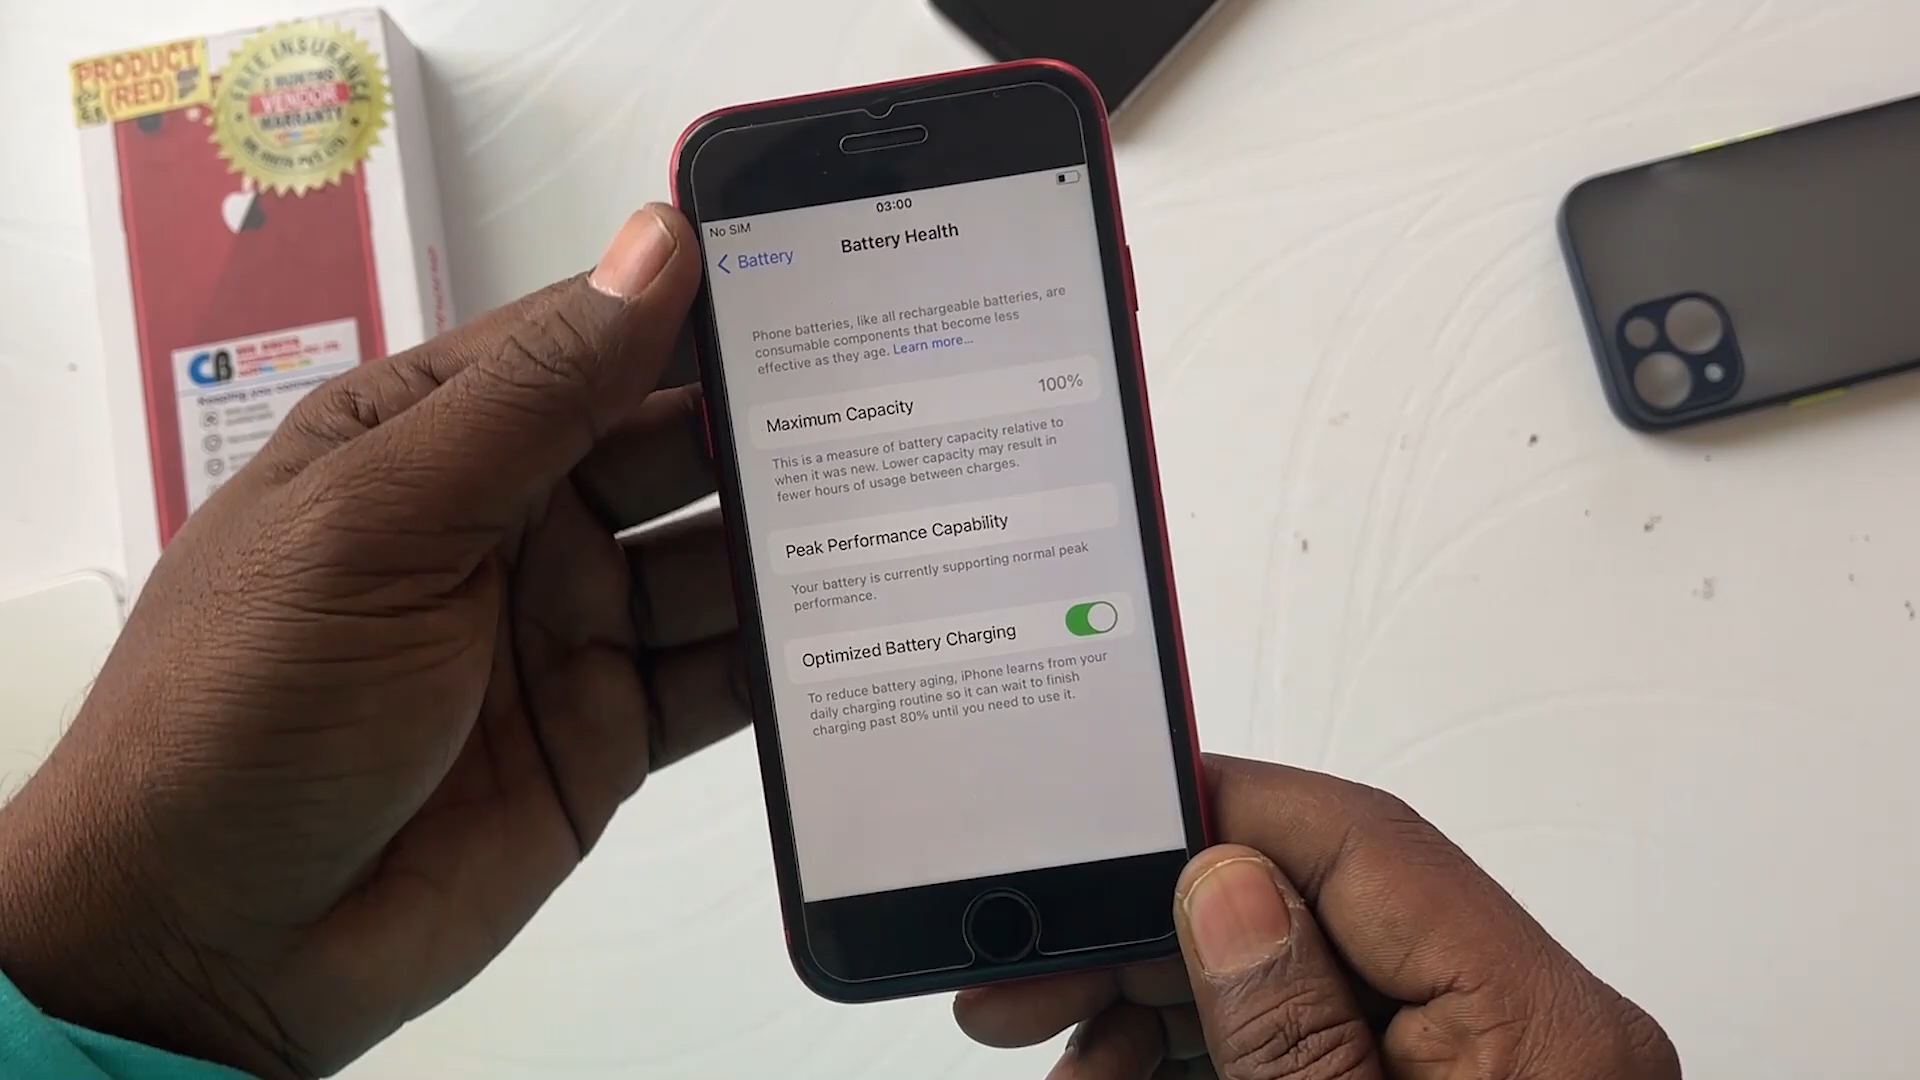 PRODUCT
(RED)
FREE INSURANCE
MONTHS
VENDOR
WARRANTY
CB
No SIM
03:00
Battery
Battery Health
Phone batteries, like all rechargeable batteries, are
consumable components that become less
effective as they age. Learn more...
Maximum Capacity 100%
This is a measure of battery capacity relative to
when it was new. Lower capacity may result in
fewer hours of usage between charges.
Peak Performance Capability
Your battery is currently supporting normal peak
performance.
Optimized Battery Charging
To reduce battery aging, iPhone learns from your
daily charging routine so it can wait to finish
charging past 80% until you need to use it.